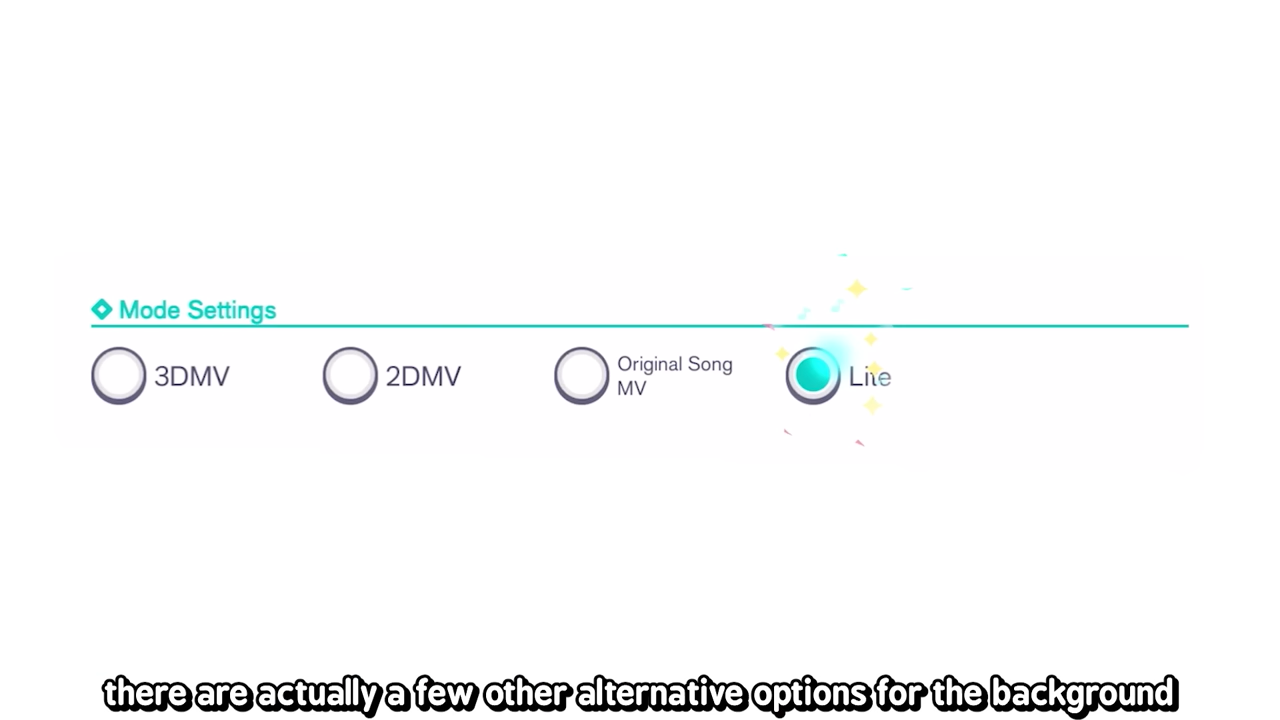 Mode Settings
3DMV
2DMV
Original Song
MV
Lite
there are actually a few other alternative options for the background